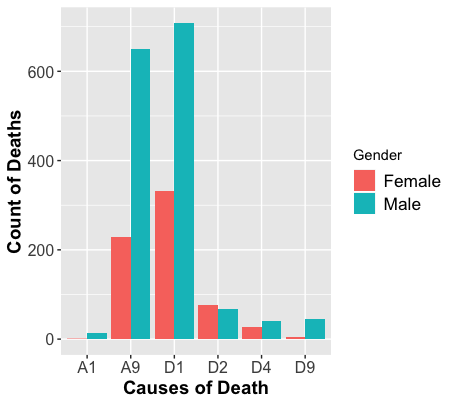 600
400
200
0
Count of Deaths
A1 A9 D1 D2 D4 D9
Causes of Death
Gender
Female
Male